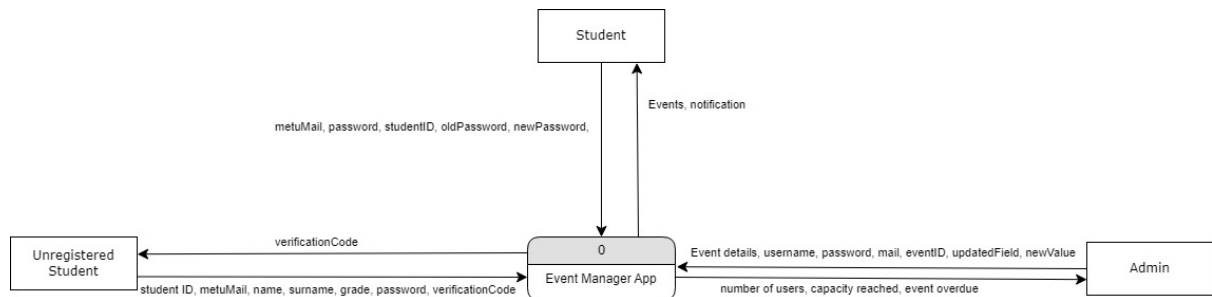 Student
Events, notification
metuMail, password, studentID, oldPassword, newPassword,
verificationCode
0
Event details, username, password, mail, eventID, updatedField, newValue
Unregistered
Student
Event Manager App
Admin
student ID, metuMail, name, surname, grade, password, verificationCode
number of users, capacity reached, event overdue